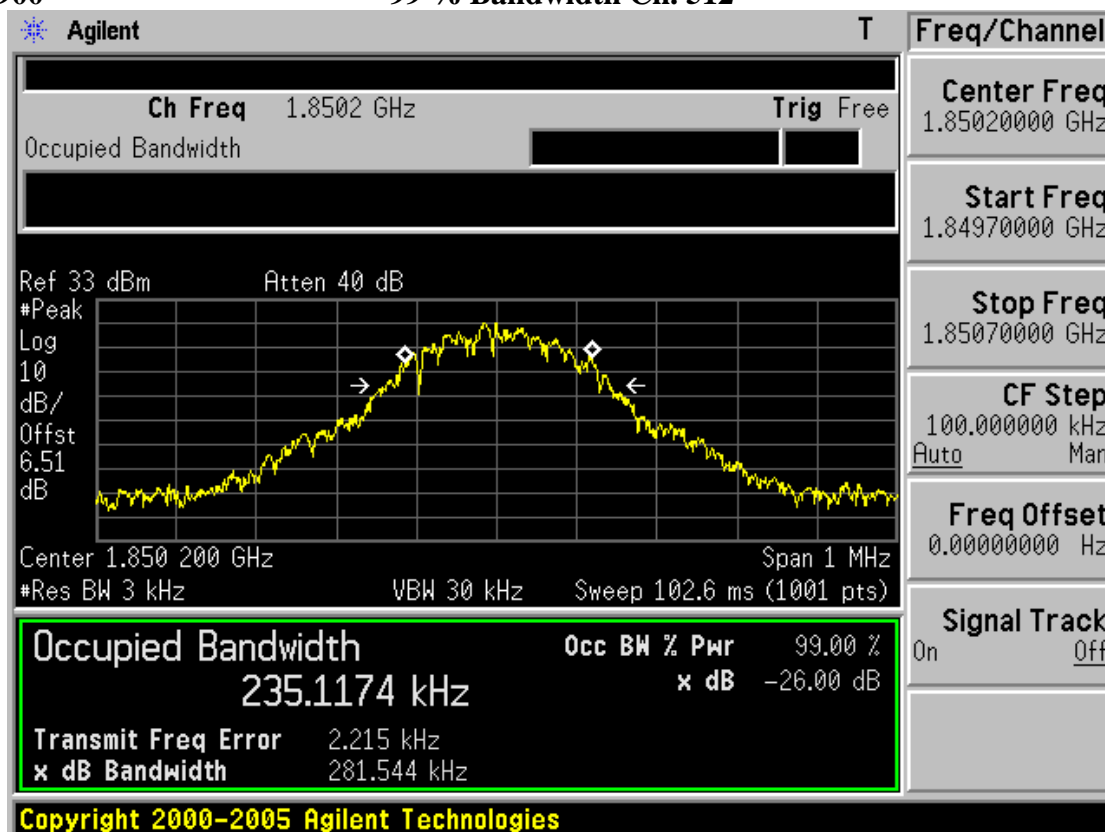 99 % Bandwidth Ch. 512
Agilent T
Freq/Channel
Ch Freq 1.8502 GHz Trig Free
Occupied Bandwidth
Center Freq
1.85020000 GHz
Start Freq
1.84970000 GHz
Stop Freq
1.85070000 GHz
CF Step
100.000000 kHz
Auto Man
Freq Offset
0.00000000 Hz
Signal Track
On Off
Ref 33 dBm Atten 40 dB
#Peak
Log
10
dB/
Offst
6.51
dB
Center 1.850 200 GHz Span 1 MHz
#Res BW 3 kHz VBW 30 kHz Sweep 102.6 ms (1001 pts)
Occupied Bandwidth
235.1174 kHz
Occ BW % Pwr 99.00 %
x dB -26.00 dB
Transmit Freq Error 2.215 kHz
x dB Bandwidth 281.544 kHz
Copyright 2000-2005 Agilent Technologies